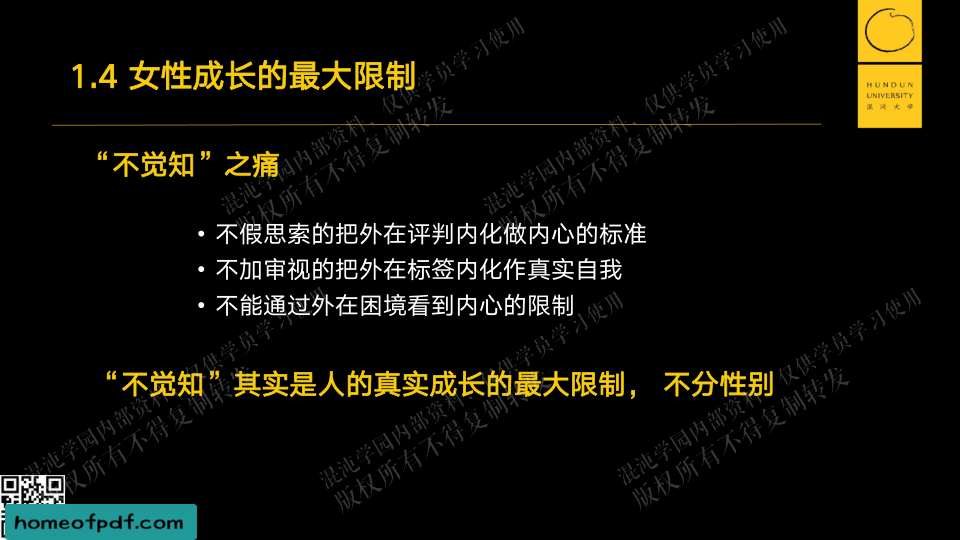 1.4 女性成长的最大限制
HUNDUN
UNIVERSITY
混沌大学
“不觉知”之痛
• 不假思索的把外在评判内化做内心的标准
• 不加审视的把外在标签内化作真实自我
• 不能通过外在困境看到内心的限制
“不觉知”其实是人的真实成长的最大限制， 不分性别
混沌学园内部资料，仅供学员学习使用
版权所有不得复制转发
混沌学园内部资料，仅供学员学习使用
版权所有不得复制转发
混沌学园内部资料，仅供学员学习使用
版权所有不得复制转发
混沌学园内部资料，仅供学员学习使用
版权所有不得复制转发
混沌学园内部资料，仅供学员学习使用
版权所有不得复制转发
homeofpdf.com